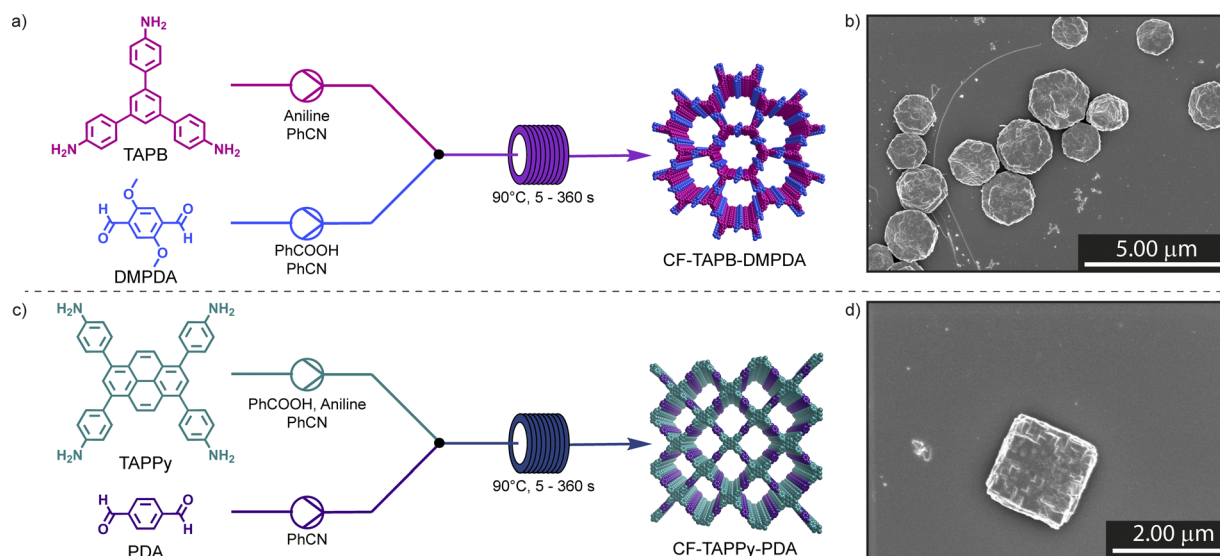 a)
NH₂
H₂N
NH₂
TAPB
O
O
O
O
DMPDA
Aniline
PhCN
PhCOOH
PhCN
90°C, 5 - 360 s
CF-TAPB-DMPDA
b)
5.00 µm
c)
H₂N
NH₂
H₂N
NH₂
TAPPy
H
O
O
H
PDA
PhCOOH, Aniline
PhCN
PhCN
90°C, 5 - 360 s
CF-TAPPy-PDA
d)
2.00 µm